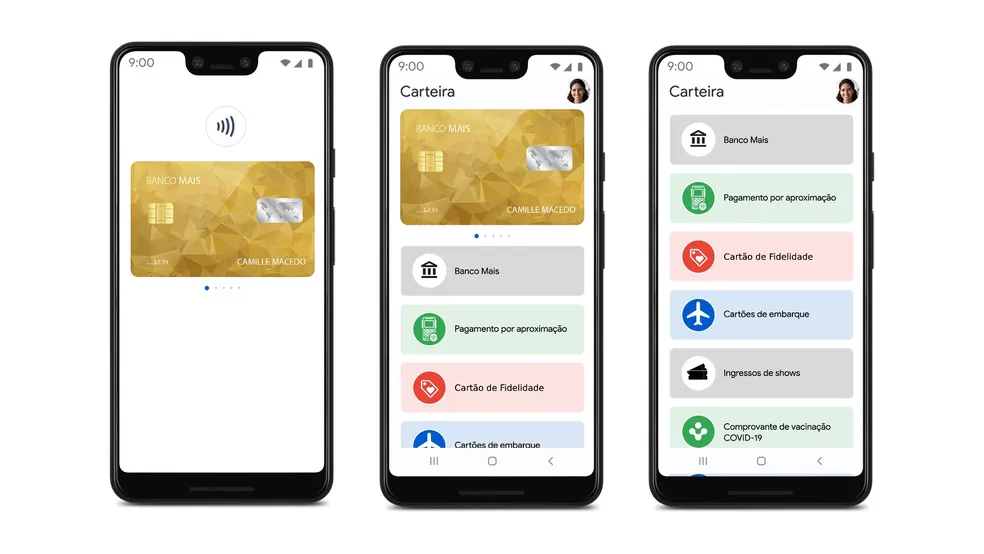 9:00
BANCO MAIS
....1234
CAMILLE MACEDO
9:00
Carteira
BANCO MAIS
....1234
CAMILLE MACEDO
Banco Mais
Pagamento por aproximação
Cartão de Fidelidade
Cartões de embarque
9:00
Carteira
Banco Mais
Pagamento por aproximação
Cartão de Fidelidade
Cartões de embarque
Ingressos de shows
Comprovante de vacinação
COVID-19